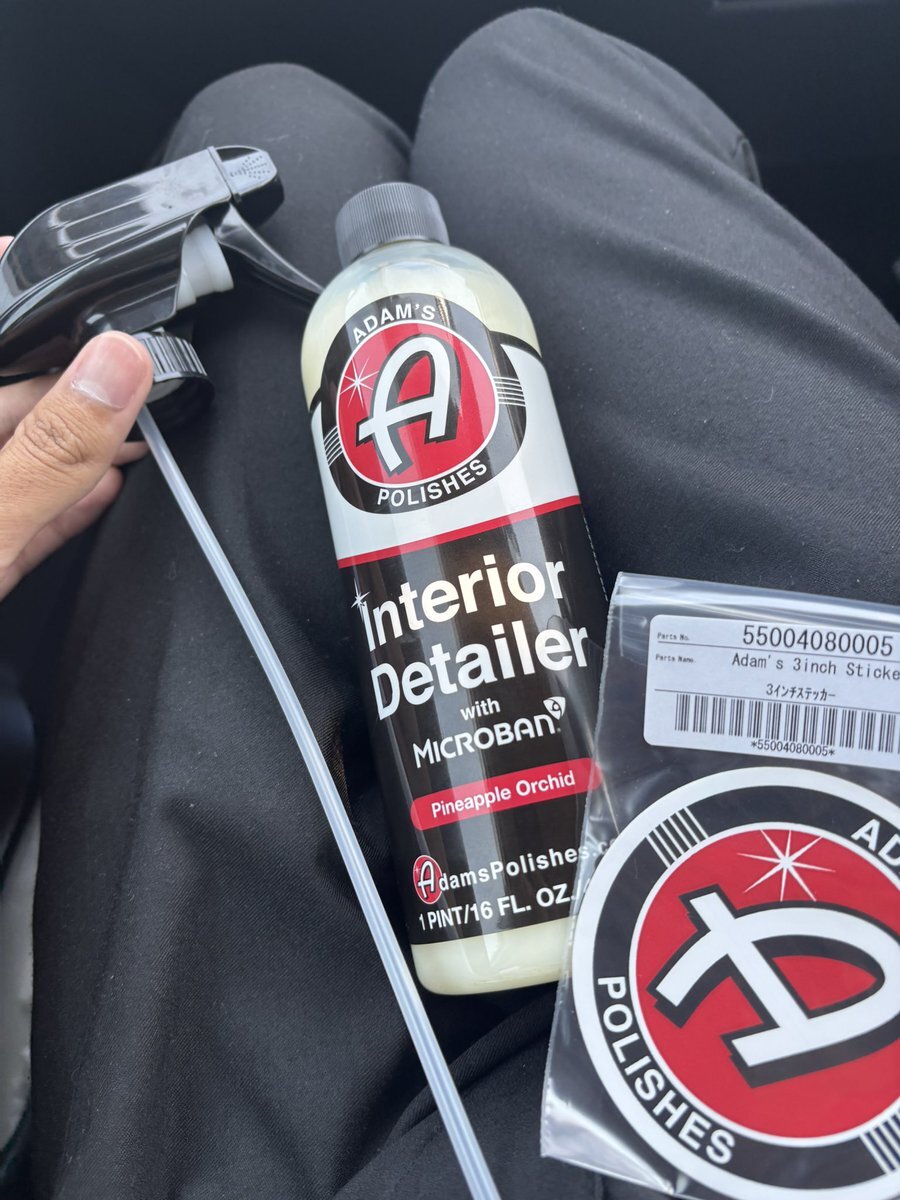 ADAM'S
A
POLISHES
Interior
Detailer
with
MICROBAN®
Pineapple Orchid
AdamsPolishes.c
1 PINT/16 FL. OZ./
Parts No. 55004080005
Parts Name. Adam's 3inch Sticke
3インチステッカー
*55004080005*
AD
A
POLISHES